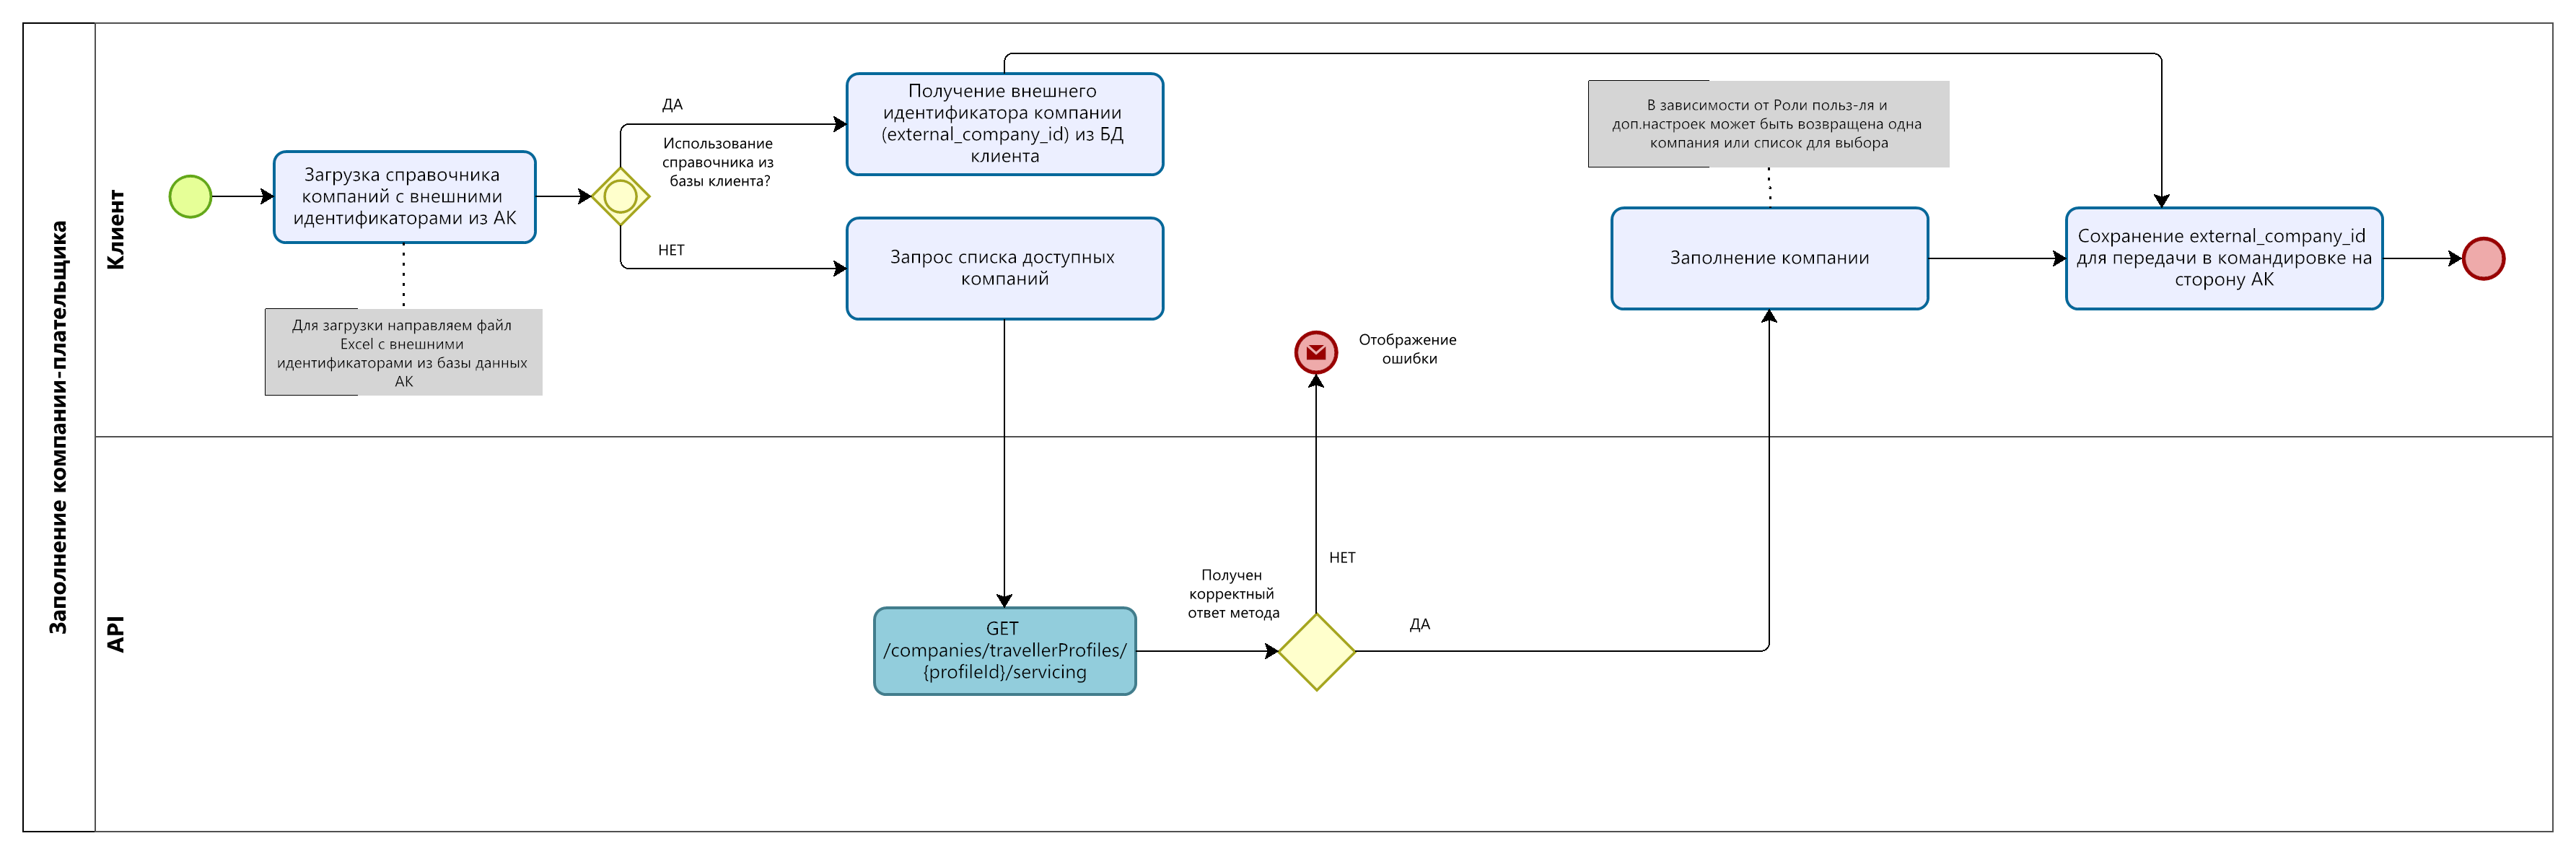 Заполнение компании-плательщика
Клиент
Загрузка справочника
компаний с внешними
идентификаторами из АК
Для загрузки направляем файл
Excel с внешними
идентификаторами из базы данных
АК
ДА
Использование
справочника из
базы клиента?
НЕТ
Получение внешнего
идентификатора компании
(external_company_id) из БД
клиента
Запрос списка доступных
компаний
Отображение
ошибки
В зависимости от Роли польз-ля и
доп.настроек может быть возвращена одна
компания или список для выбора
Заполнение компании
Сохранение external_company_id
для передачи в командировке на
сторону АК
API
GET
/companies/travellerProfiles/
{profileId}/servicing
Получен
корректный
ответ метода
НЕТ
ДА